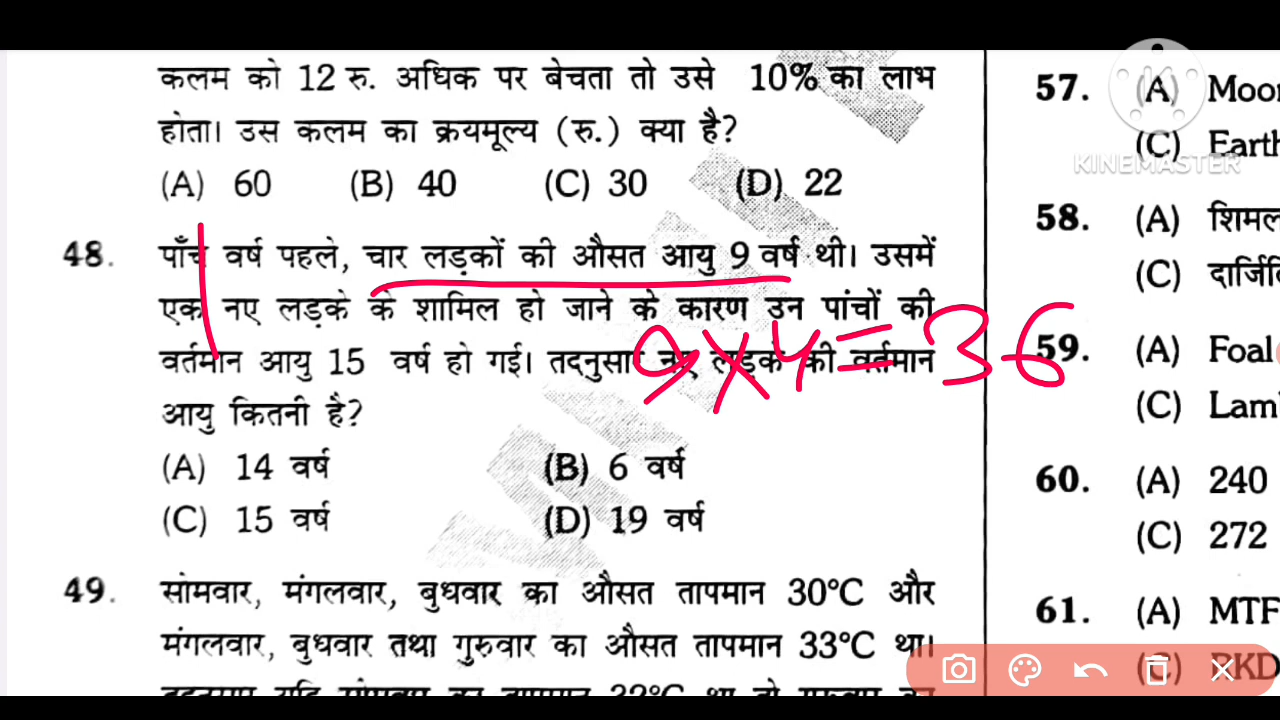 कलम को 12 रु. अधिक पर बेचता तो उसे 10% का लाभ
होता। उस कलम का क्रयमूल्य (रु.) क्या है?
(A) 60 (B) 40 (C) 30 (D) 22
48. पाँच वर्ष पहले, चार लड़कों की औसत आयु 9 वर्ष थी। उसमें
एक नए लड़के के शामिल हो जाने के कारण उन पांचों की
वर्तमान आयु 15 वर्ष हो गई। तदनुसार नए लड़के की वर्तमान
आयु कितनी है?
9×4=36
(A) 14 वर्ष (B) 6 वर्ष
(C) 15 वर्ष (D) 19 वर्ष
49. सोमवार, मंगलवार, बुधवार का औसत तापमान 30°C और
मंगलवार, बुधवार तथा गुरुवार का औसत तापमान 33°C था।
57. (A) Moon
(C) Earth
KINEMASTER
58. (A) शिमल
(C)
59. (A) Foal
(C) Lam
60. (A) 240
(C) 272
61. (A) MTF
(C) RKD